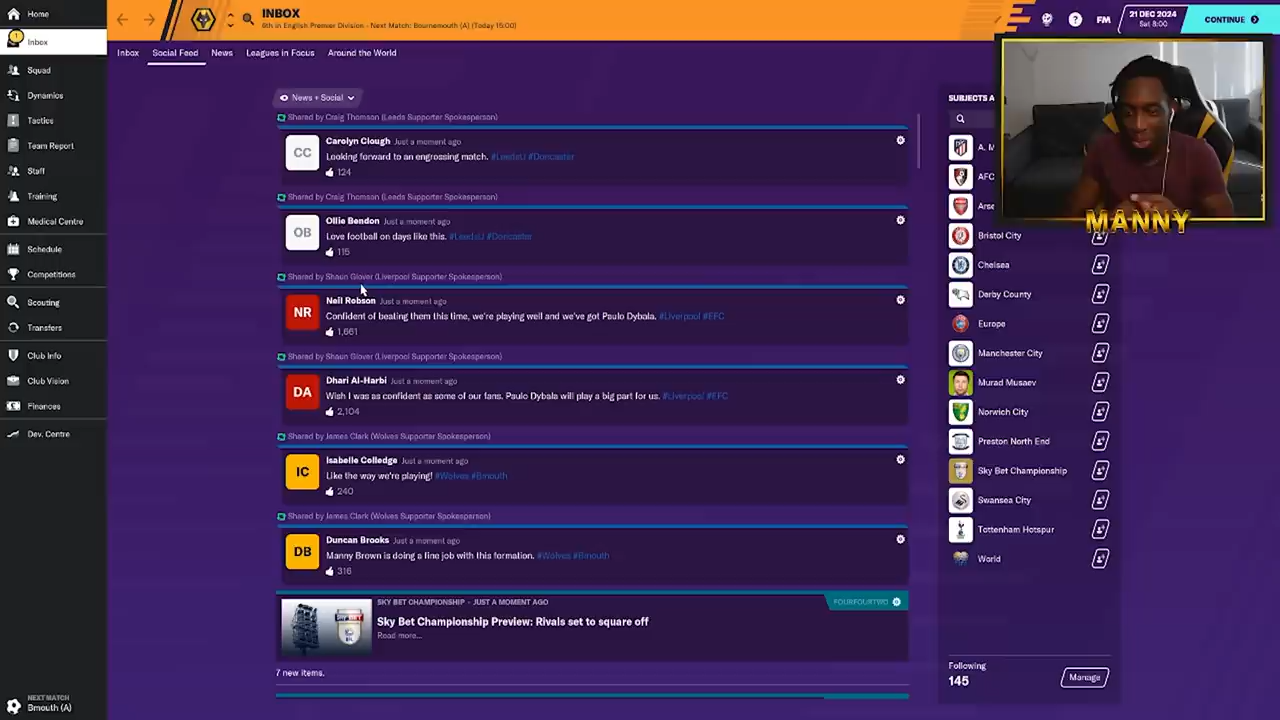 Home
INBOX
6th in English Premier Division - Next Match: Bournemouth (A) (Today 15:00)
FM
21 DEC 2024
Sat 8:00
CONTINUE
1
Inbox
Inbox
Social Feed
News
Leagues in Focus
Around the World
Squad
Dynamics
Tactics
Team Report
Staff
Training
Medical Centre
Schedule
Competitions
Scouting
Transfers
Club Info
Club Vision
Finances
Dev. Centre
NEXT MATCH
Bmouth (A)
News + Social
Shared by Craig Thomson (Leeds Supporter Spokesperson)
CC
Carolyn Clough Just a moment ago
Looking forward to an engrossing match. #LeedsU #Doncaster
124
Shared by Craig Thomson (Leeds Supporter Spokesperson)
OB
Ollie Bendon Just a moment ago
Love football on days like this. #LeedsU #Doncaster
115
Shared by Shaun Glover (Liverpool Supporter Spokesperson)
NR
Neil Robson Just a moment ago
Confident of beating them this time, we're playing well and we've got Paulo Dybala. #Liverpool #EFC
1,661
Shared by Shaun Glover (Liverpool Supporter Spokesperson)
DA
Dhari Al-Harbi Just a moment ago
Wish I was as confident as some of our fans. Paulo Dybala will play a big part for us. #Liverpool #EFC
2,104
Shared by James Clark (Wolves Supporter Spokesperson)
IC
Isabelle Colledge Just a moment ago
Like the way we're playing! #Wolves #Bmouth
240
Shared by James Clark (Wolves Supporter Spokesperson)
DB
Duncan Brooks Just a moment ago
Manny Brown is doing a fine job with this formation. #Wolves #Bmouth
316
SKY BET CHAMPIONSHIP - JUST A MOMENT AGO
FOURFOURTWO
Sky Bet Championship Preview: Rivals set to square off
Read more...
7 new items.
SUBJECTS A
A. M
AFC
Arse
MANNY
Bristol City
Chelsea
Derby County
Europe
Manchester City
Murad Musaev
Norwich City
Preston North End
Sky Bet Championship
Swansea City
Tottenham Hotspur
World
Following
145
Manage